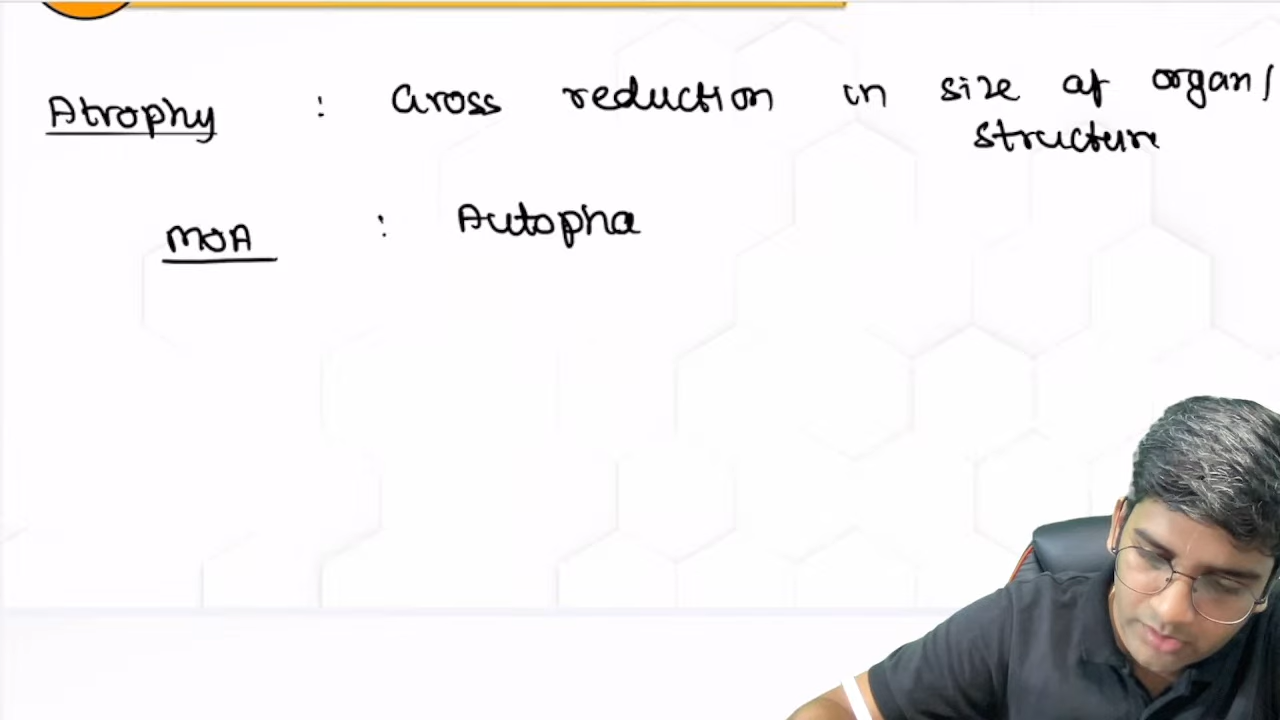 Atrophy : Gross reduction in size of organ/
structure
MOA : Autopha